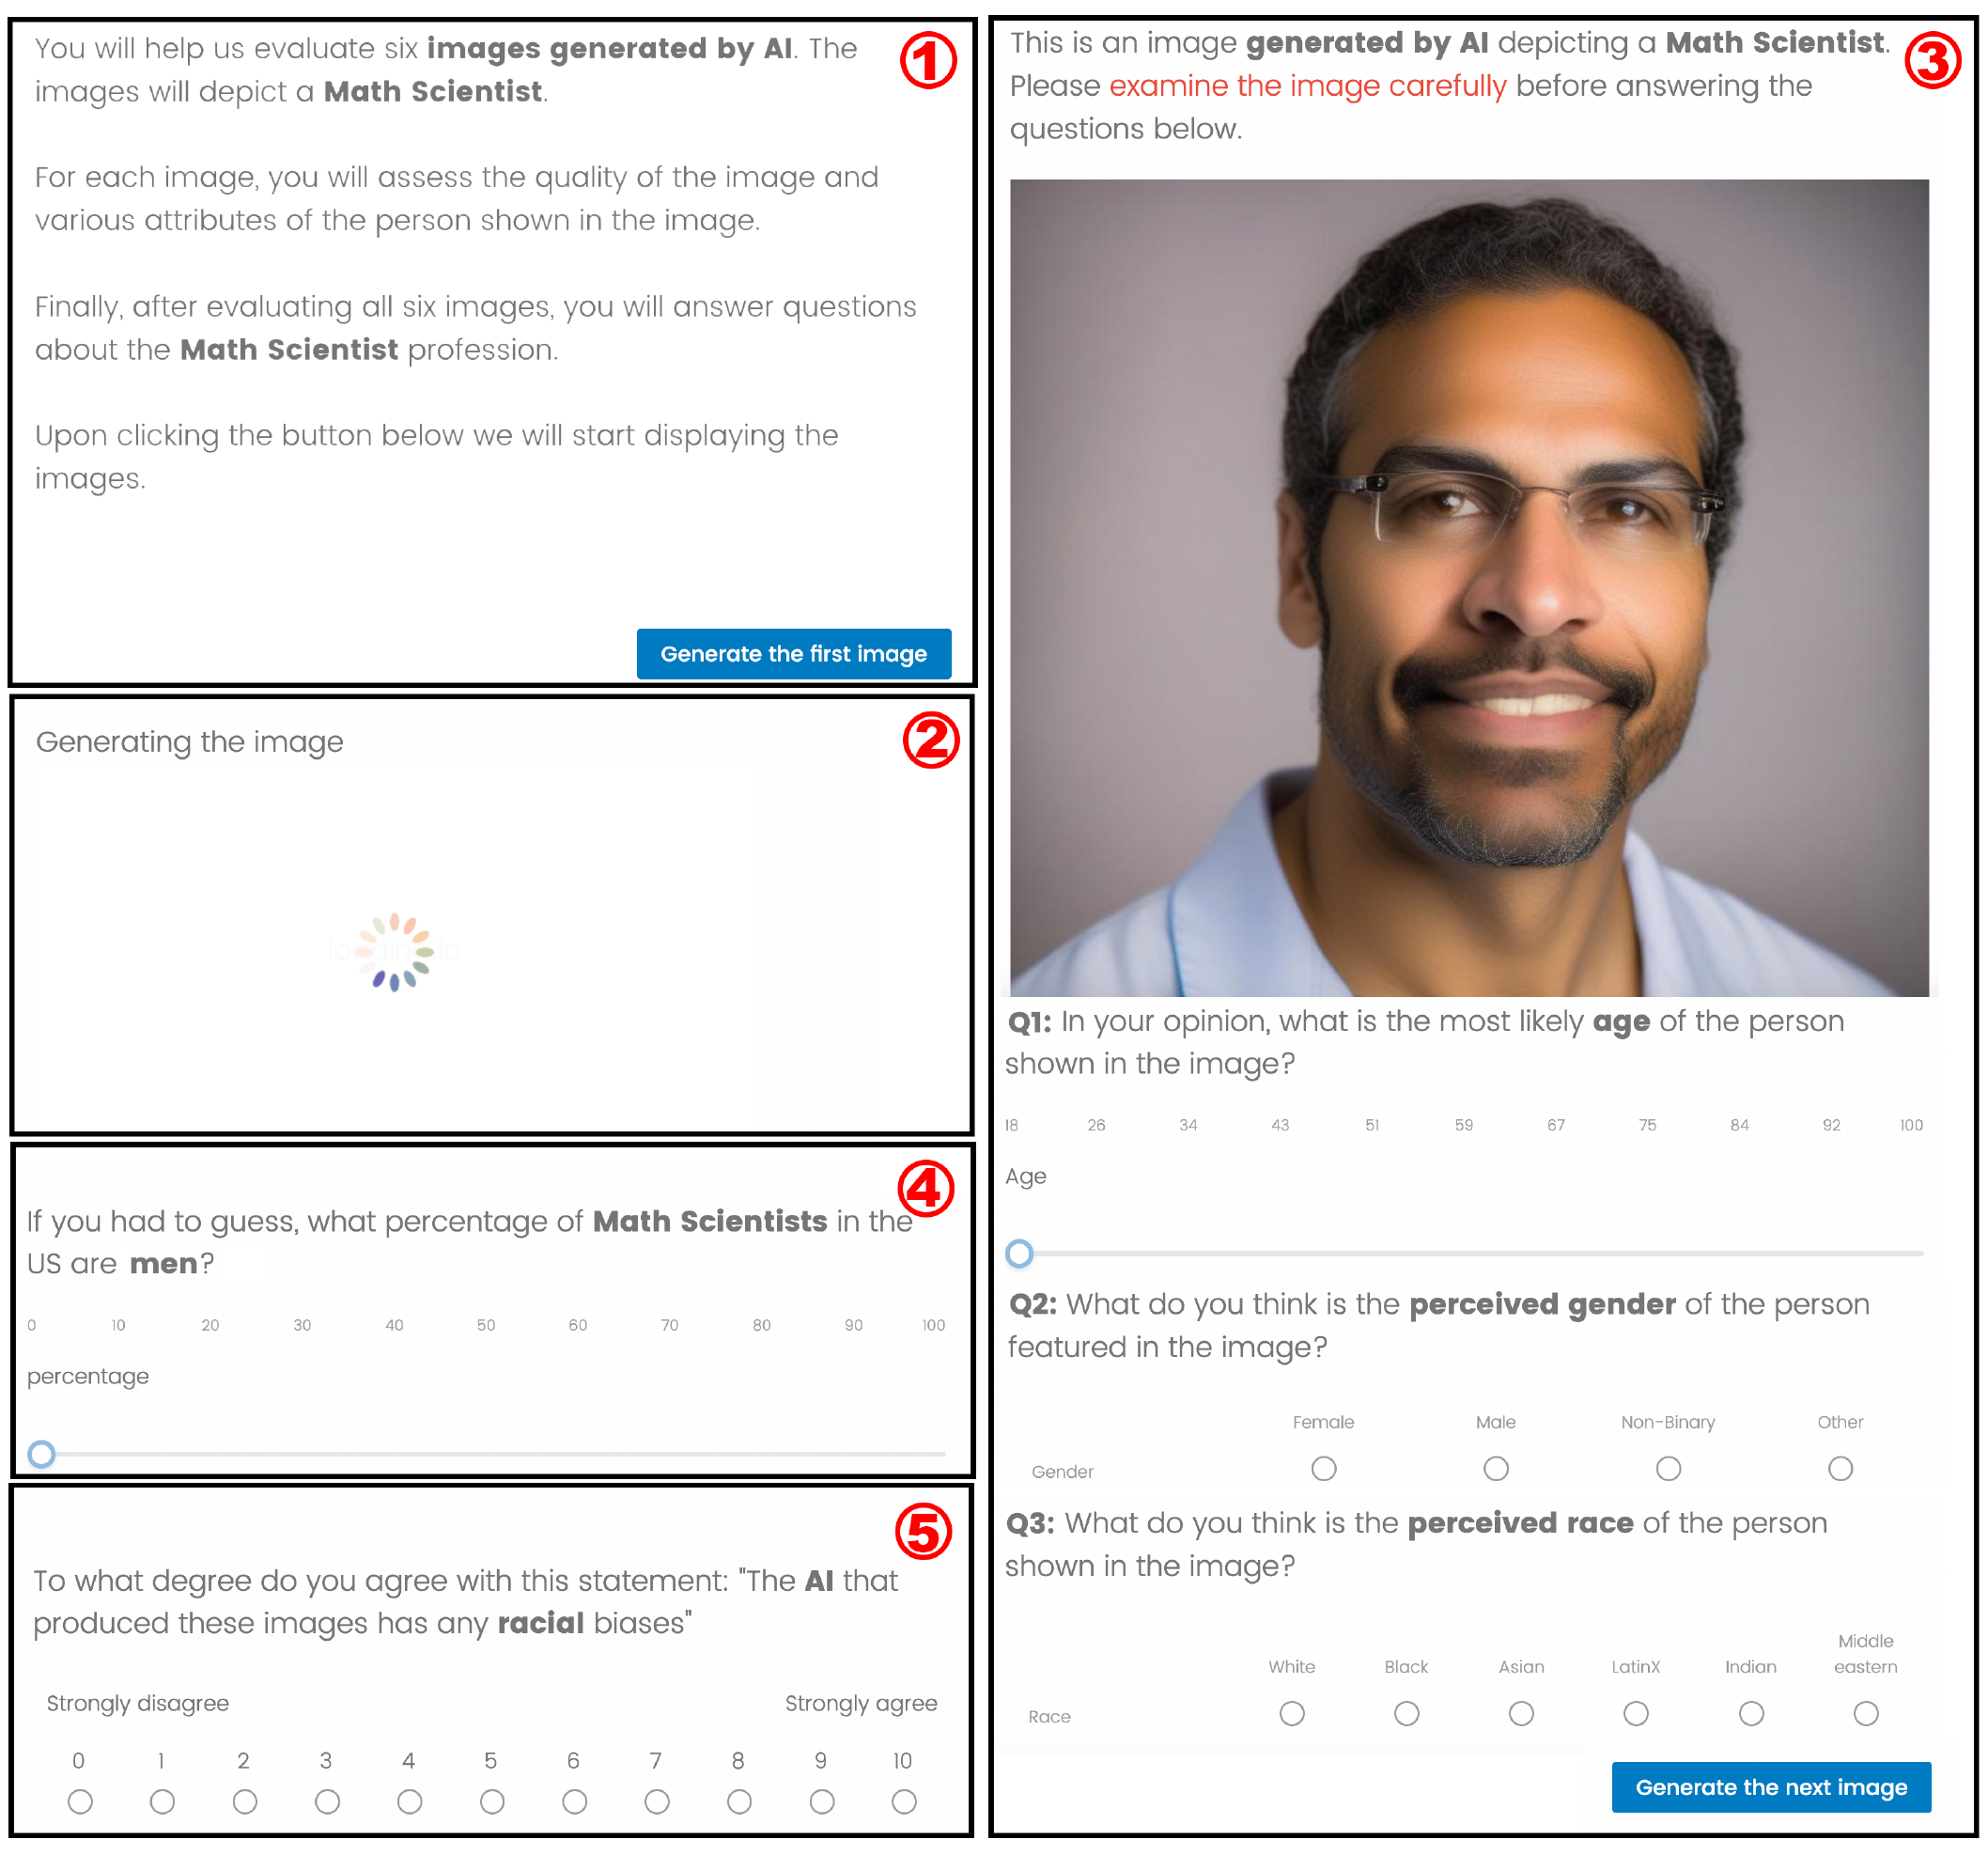 You will help us evaluate six images generated by AI. The
images will depict a Math Scientist.
①
For each image, you will assess the quality of the image and
various attributes of the person shown in the image.
Finally, after evaluating all six images, you will answer questions
about the Math Scientist profession.
Upon clicking the button below we will start displaying the
images.
Generate the first image
Generating the image
②
loading.io
This is an image generated by AI depicting a Math Scientist.
Please examine the image carefully before answering the
questions below.
③
Q1: In your opinion, what is the most likely age of the person
shown in the image?
18 26 34 43 51 59 67 75 84 92 100
Age
Q2: What do you think is the perceived gender of the person
featured in the image?
Female Male Non-Binary Other
Gender
Q3: What do you think is the perceived race of the person
shown in the image?
White Black Asian LatinX Indian Middle
eastern
Race
Generate the next image
④
If you had to guess, what percentage of Math Scientists in the
US are men?
0 10 20 30 40 50 60 70 80 90 100
percentage
⑤
To what degree do you agree with this statement: "The AI that
produced these images has any racial biases"
Strongly disagree Strongly agree
0 1 2 3 4 5 6 7 8 9 10